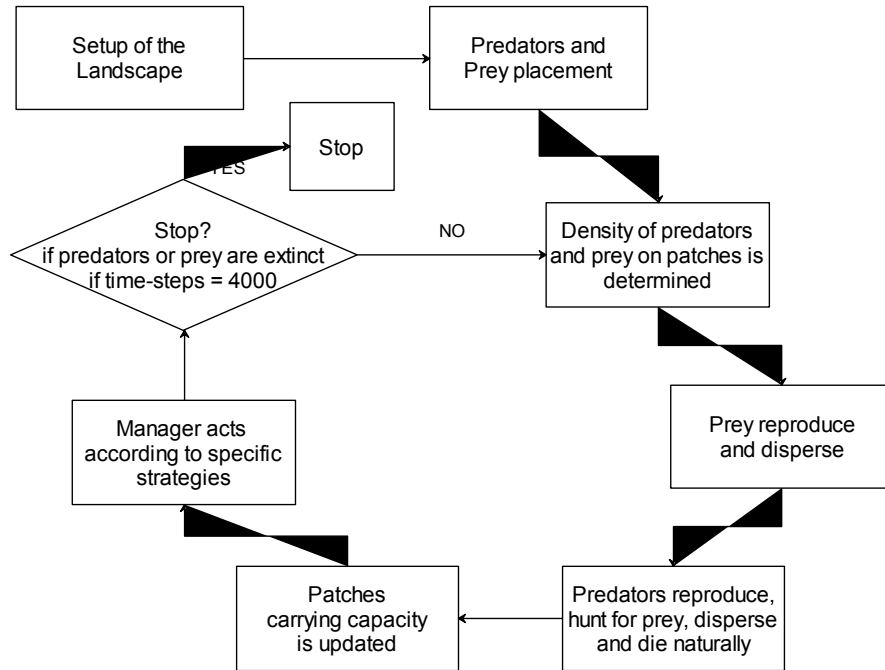 Setup of the
Landscape
Predators and
Prey placement
Stop
YES
Stop?
if predators or prey are extinct
if time-steps = 4000
NO
Density of predators
and prey on patches is
determined
Prey reproduce
and disperse
Manager acts
according to specific
strategies
Patches
carrying capacity
is updated
Predators reproduce,
hunt for prey, disperse
and die naturally